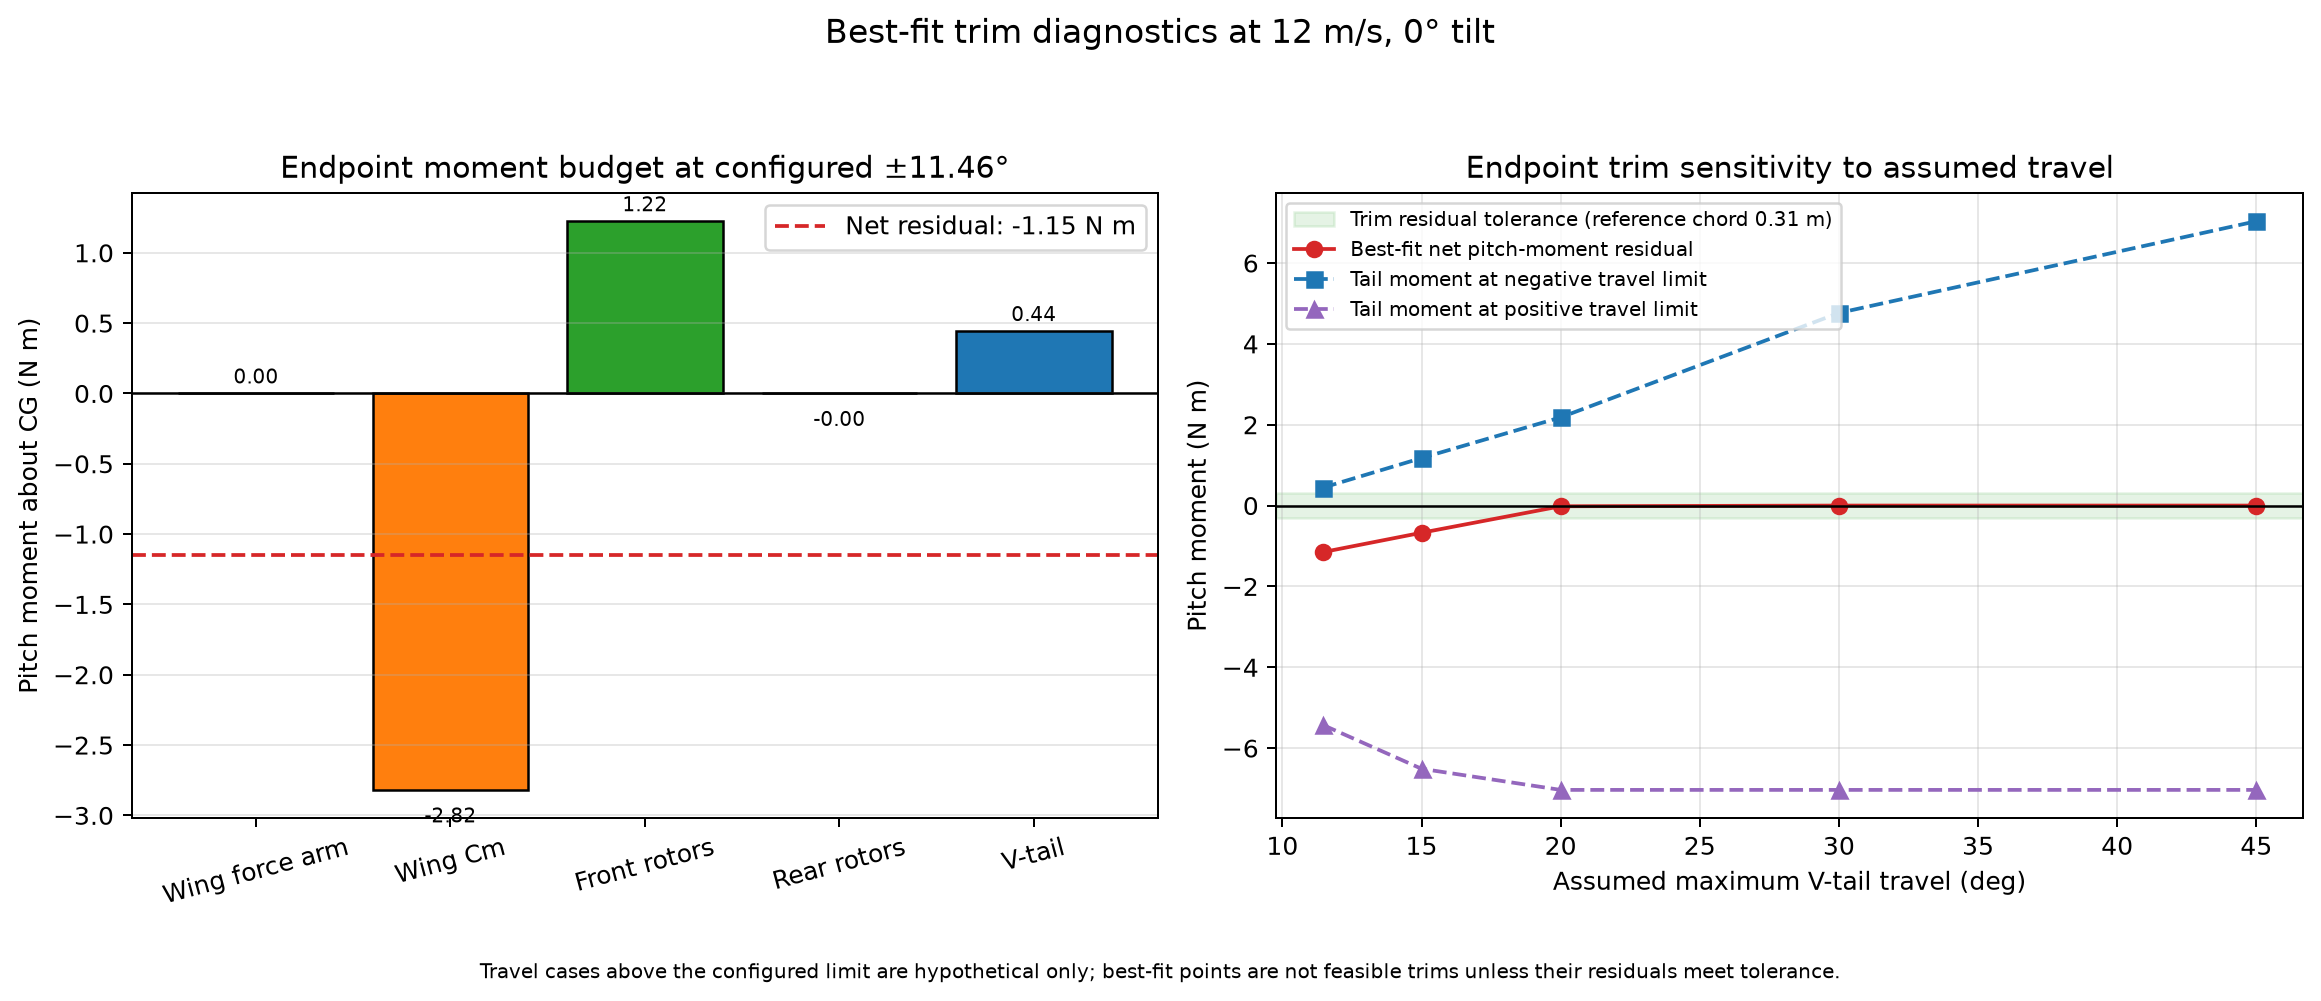 Best-fit trim diagnostics at 12 m/s, 0° tilt
Endpoint moment budget at configured ±11.46°
Pitch moment about CG (N m)
1.0
0.5
0.0
−0.5
−1.0
−1.5
−2.0
−2.5
−3.0
0.00
-2.82
1.22
-0.00
0.44
Net residual: -1.15 N m
Wing force arm
Wing Cm
Front rotors
Rear rotors
V-tail
Endpoint trim sensitivity to assumed travel
Trim residual tolerance (reference chord 0.31 m)
Best-fit net pitch-moment residual
Tail moment at negative travel limit
Tail moment at positive travel limit
Pitch moment (N m)
6
4
2
0
−2
−4
−6
10
15
20
25
30
35
40
45
Assumed maximum V-tail travel (deg)
Travel cases above the configured limit are hypothetical only; best-fit points are not feasible trims unless their residuals meet tolerance.